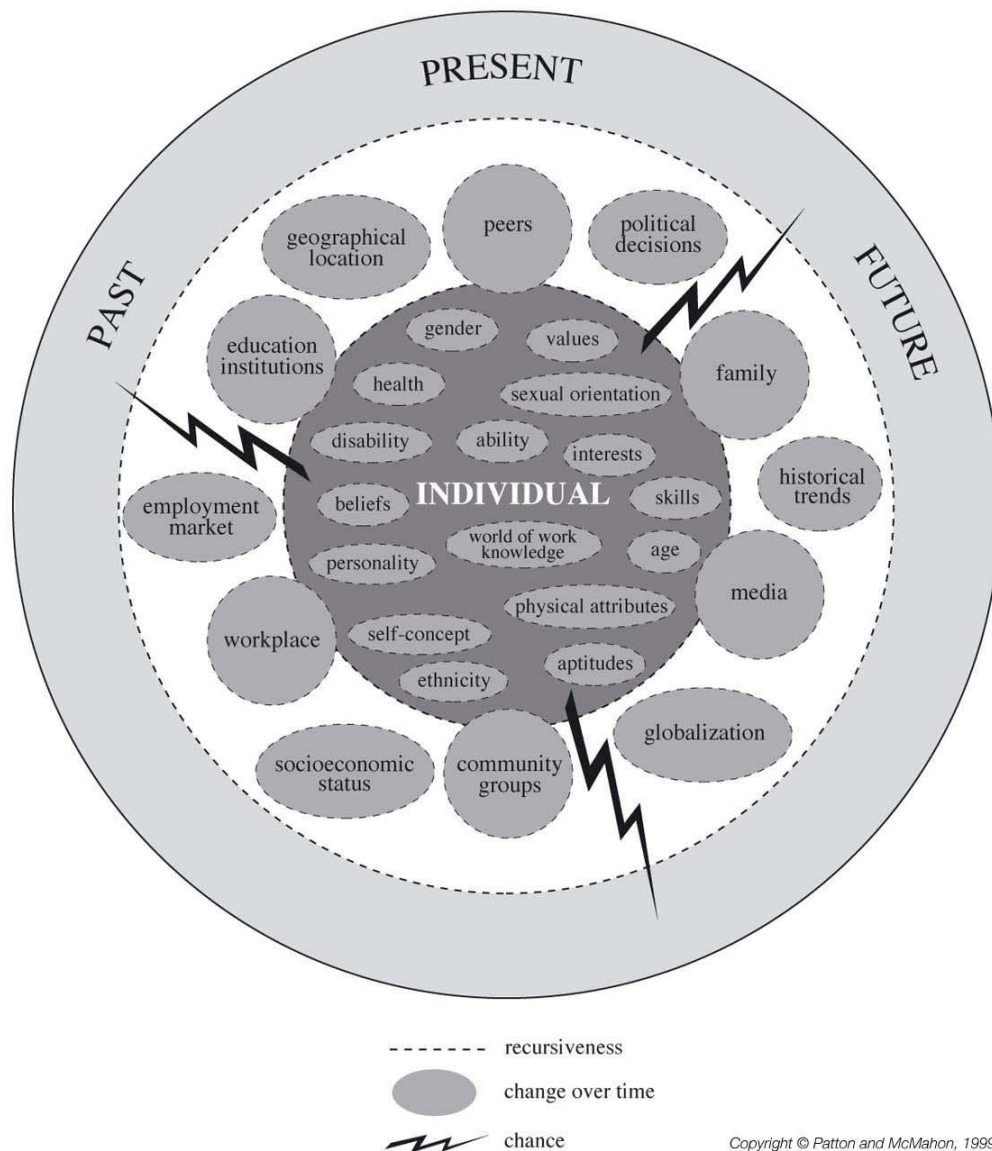 PRESENT
PAST
FUTURE
peers
geographical
location
political
decisions
education
institutions
family
employment
market
historical
trends
workplace
media
socioeconomic
status
community
groups
globalization
gender
values
health
sexual orientation
disability
ability
interests
INDIVIDUAL
beliefs
skills
world of work
knowledge
age
personality
physical attributes
self-concept
aptitudes
ethnicity
recursiveness
change over time
chance
Copyright © Patton and McMahon, 1999